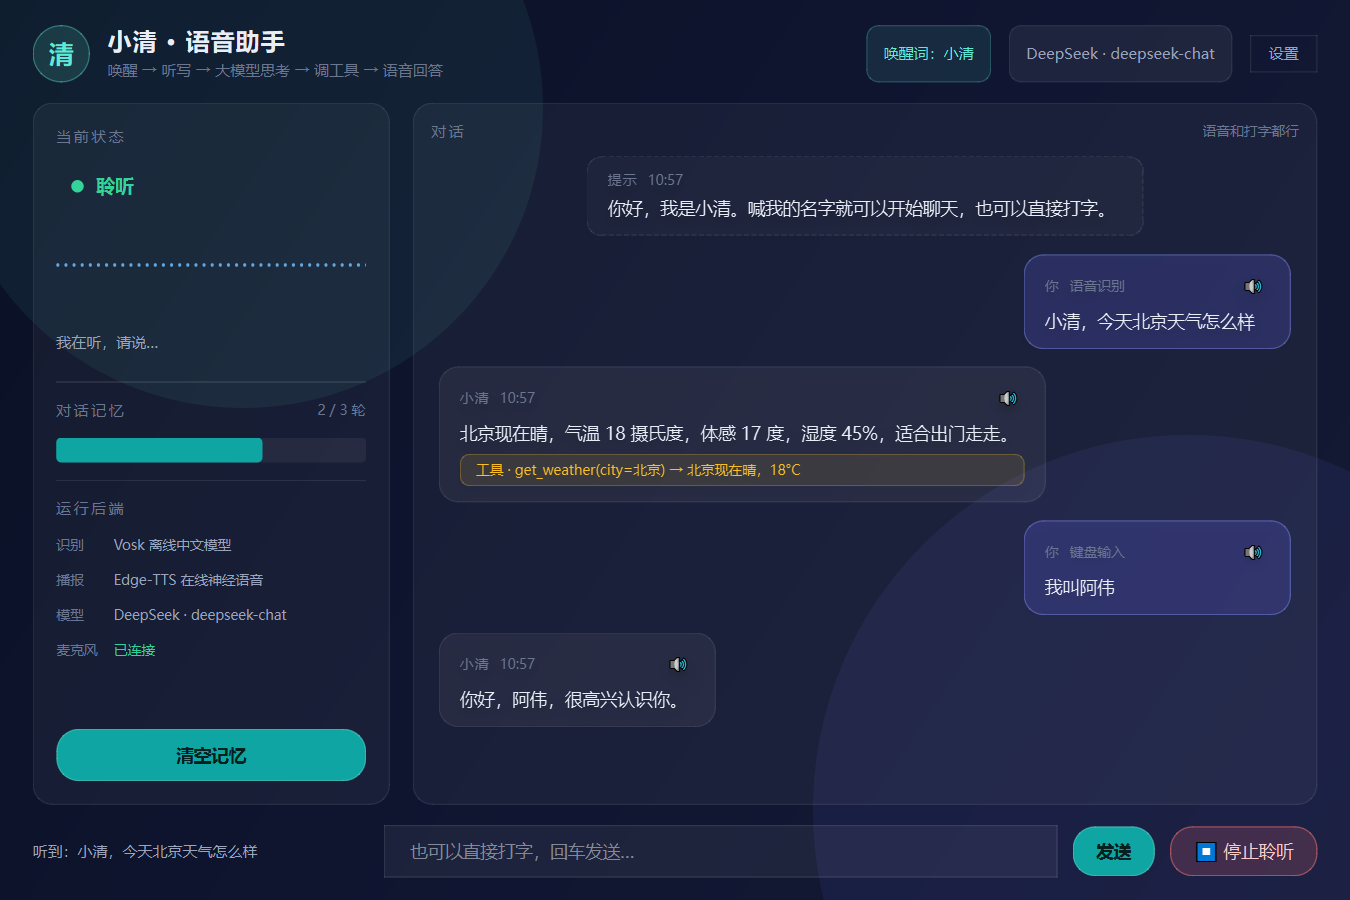 清
小清 · 语音助手
唤醒 → 听写 → 大模型思考 → 调工具 → 语音回答
唤醒词：小清
DeepSeek · deepseek-chat
设置
当前状态
聆听
我在听，请说...
对话记忆
2 / 3 轮
运行后端
识别 Vosk 离线中文模型
播报 Edge-TTS 在线神经语音
模型 DeepSeek · deepseek-chat
麦克风 已连接
清空记忆
对话
语音和打字都行
提示 10:57
你好，我是小清。喊我的名字就可以开始聊天，也可以直接打字。
你 语音识别
小清，今天北京天气怎么样
小清 10:57
北京现在晴，气温 18 摄氏度，体感 17 度，湿度 45%，适合出门走走。
工具 · get_weather(city=北京) → 北京现在晴，18°C
你 键盘输入
我叫阿伟
小清 10:57
你好，阿伟，很高兴认识你。
听到：小清，今天北京天气怎么样
也可以直接打字，回车发送...
发送
停止聆听